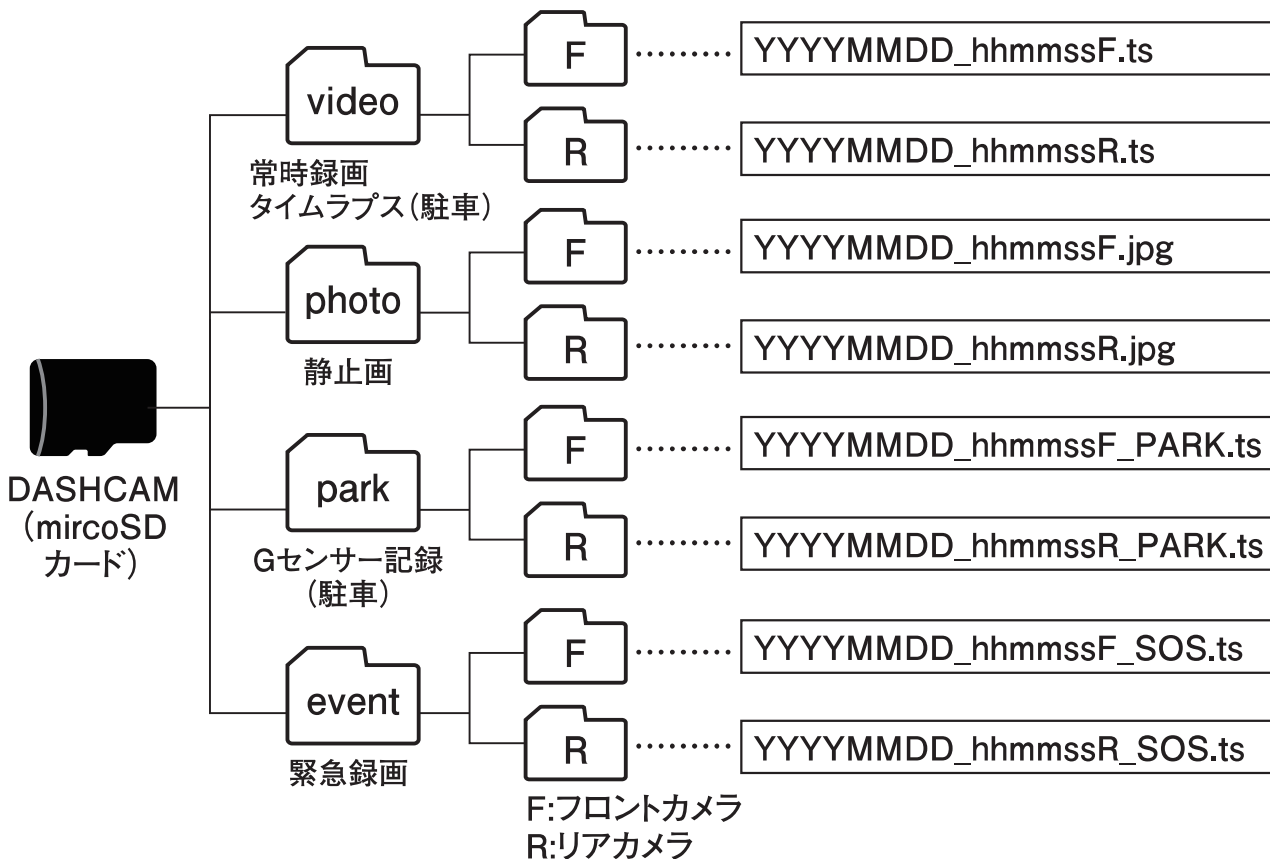 F
YYYYMMDD_hhmmssF.ts
video
R
YYYYMMDD_hhmmssR.ts
常時録画
タイムラプス(駐車)
F
YYYYMMDD_hhmmssF.jpg
photo
R
YYYYMMDD_hhmmssR.jpg
静止画
F
YYYYMMDD_hhmmssF_PARK.ts
park
R
YYYYMMDD_hhmmssR_PARK.ts
Gセンサー記録
(駐車)
DASHCAM
(mircoSD
カード)
F
YYYYMMDD_hhmmssF_SOS.ts
event
R
YYYYMMDD_hhmmssR_SOS.ts
緊急録画
F:フロントカメラ
R:リアカメラ